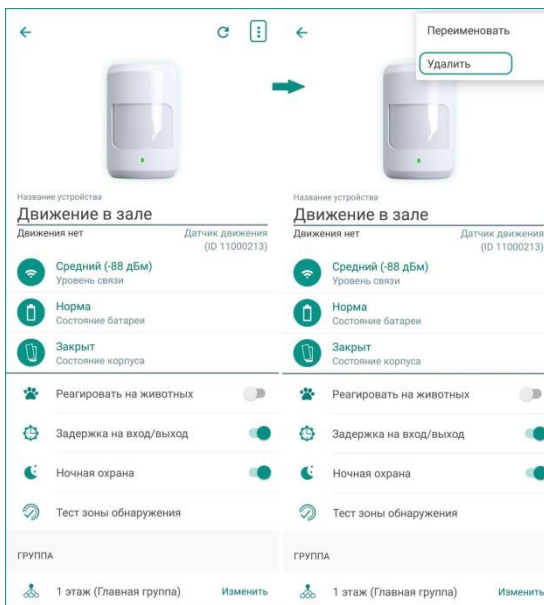 Название устройства
Движение в зале
Движения нет
Датчик движения
(ID 11000213)
Средний (-88 дБм)
Уровень связи
Норма
Состояние батареи
Закрыт
Состояние корпуса
Реагировать на животных
Задержка на вход/выход
Ночная охрана
Тест зоны обнаружения
ГРУППА
1 этаж (Главная группа) Изменить
Переименовать
Удалить
Название устройства
Движение в зале
Движения нет
Датчик движения
(ID 11000213)
Средний (-88 дБм)
Уровень связи
Норма
Состояние батареи
Закрыт
Состояние корпуса
Реагировать на животных
Задержка на вход/выход
Ночная охрана
Тест зоны обнаружения
ГРУППА
1 этаж (Главная группа) Изменить